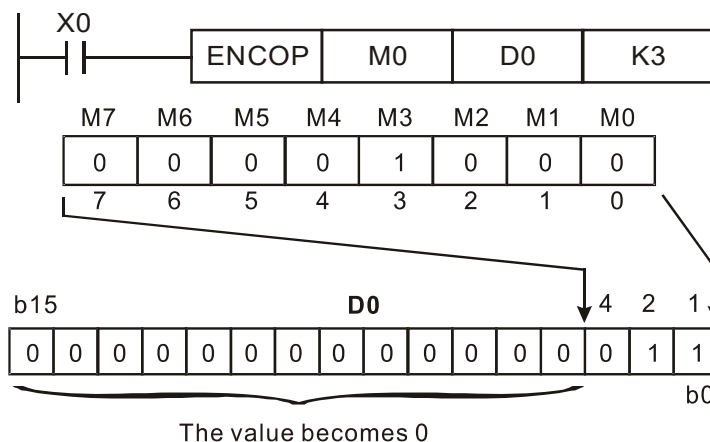 X0
ENCOP M0 D0 K3
M7 M6 M5 M4 M3 M2 M1 M0
0 0 0 0 1 0 0 0
7 6 5 4 3 2 1 0
b15 D0 4 2 1
0 0 0 0 0 0 0 0 0 0 0 0 0 0 1 1
b0
The value becomes 0